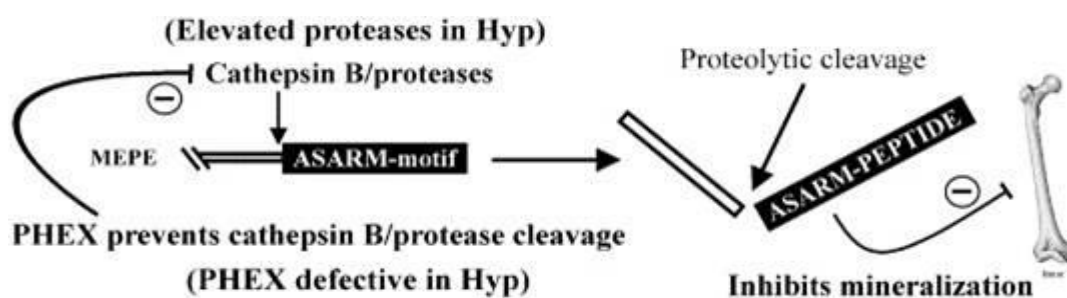 (Elevated proteases in Hyp)
Cathepsin B/proteases
MEPE
ASARM-motif
PHEX prevents cathepsin B/protease cleavage
(PHEX defective in Hyp)
Proteolytic cleavage
ASARM-PEPTIDE
Inhibits mineralization